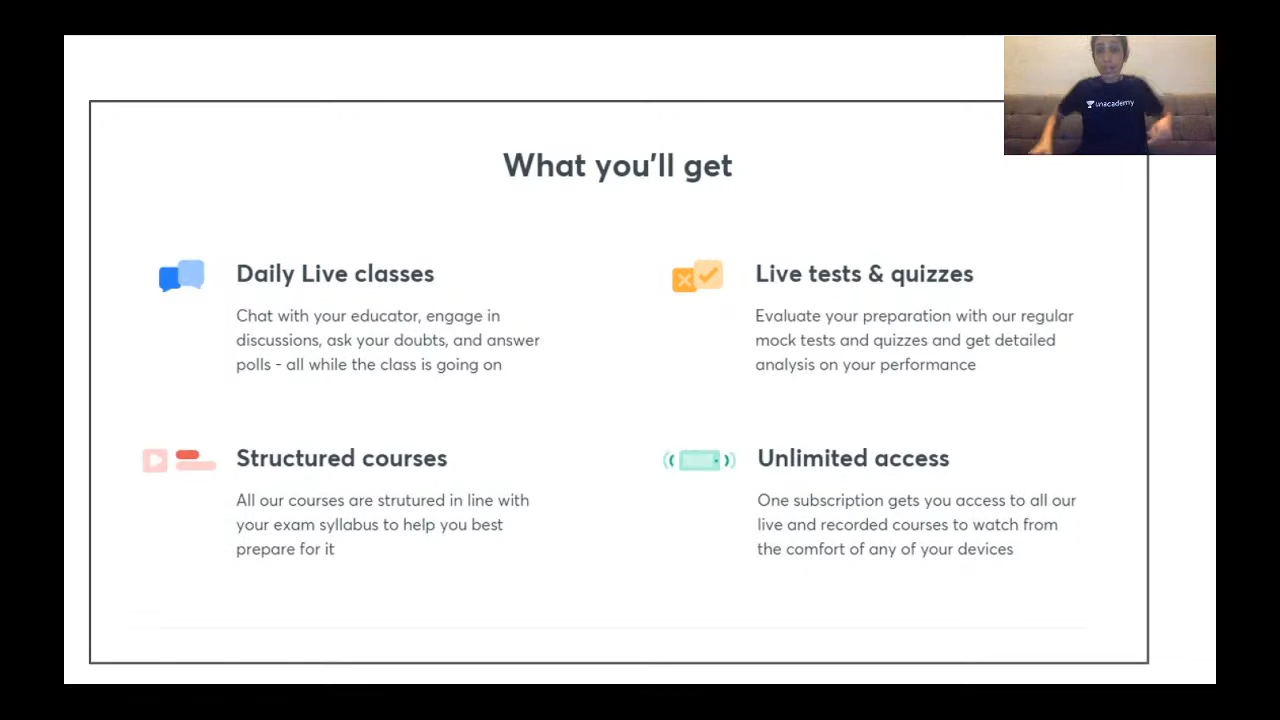 unacademy
What you'll get
Daily Live classes
Chat with your educator, engage in
discussions, ask your doubts, and answer
polls - all while the class is going on
Live tests & quizzes
Evaluate your preparation with our regular
mock tests and quizzes and get detailed
analysis on your performance
Structured courses
All our courses are strutured in line with
your exam syllabus to help you best
prepare for it
Unlimited access
One subscription gets you access to all our
live and recorded courses to watch from
the comfort of any of your devices